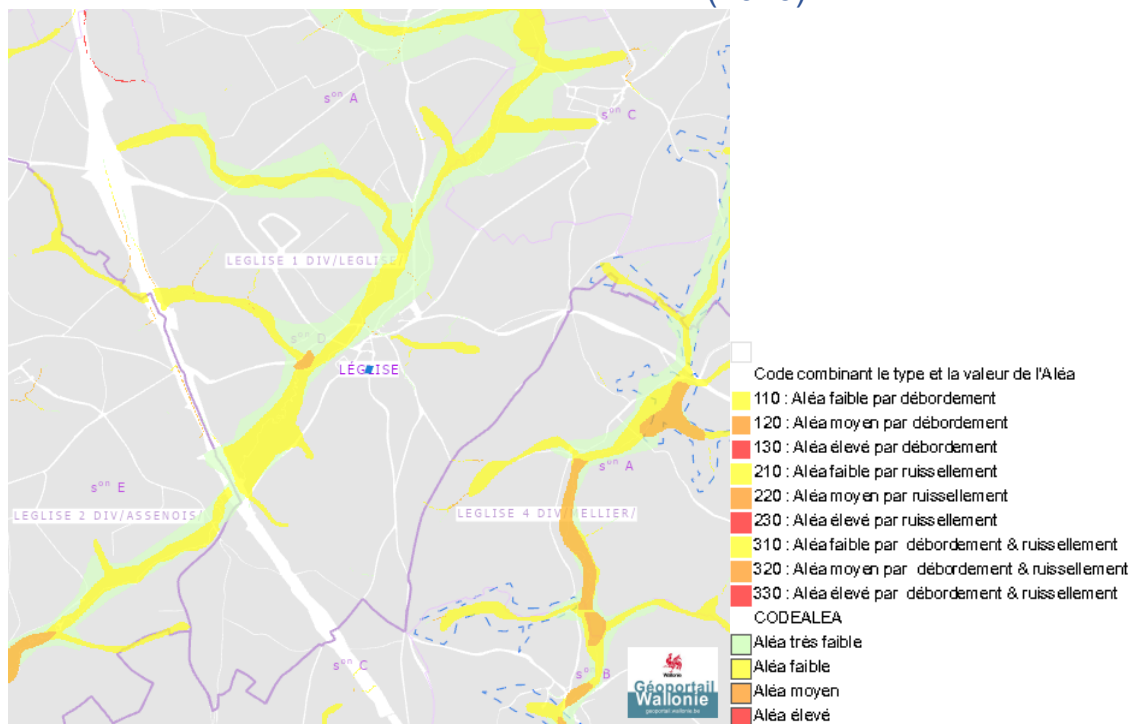 sᵒⁿ A
sᵒⁿ C
LEGLISE 1 DIV/LEGLISE/
sᵒⁿ D
LÉGLISE
sᵒⁿ A
sᵒⁿ E
LEGLISE 2 DIV/ASSENOIS/
LEGLISE 4 DIV/MELLIER/
sᵒⁿ C
sᵒⁿ B
Wallonie
Géoportail
Wallonie
geoportail.wallonie.be
Code combinant le type et la valeur de l'Aléa
110 : Aléa faible par débordement
120 : Aléa moyen par débordement
130 : Aléa élevé par débordement
210 : Aléa faible par ruissellement
220 : Aléa moyen par ruissellement
230 : Aléa élevé par ruissellement
310 : Aléa faible par débordement & ruissellement
320 : Aléa moyen par débordement & ruissellement
330 : Aléa élevé par débordement & ruissellement
CODEALEA
Aléa trés faible
Aléa faible
Aléa moyen
Aléa élevé